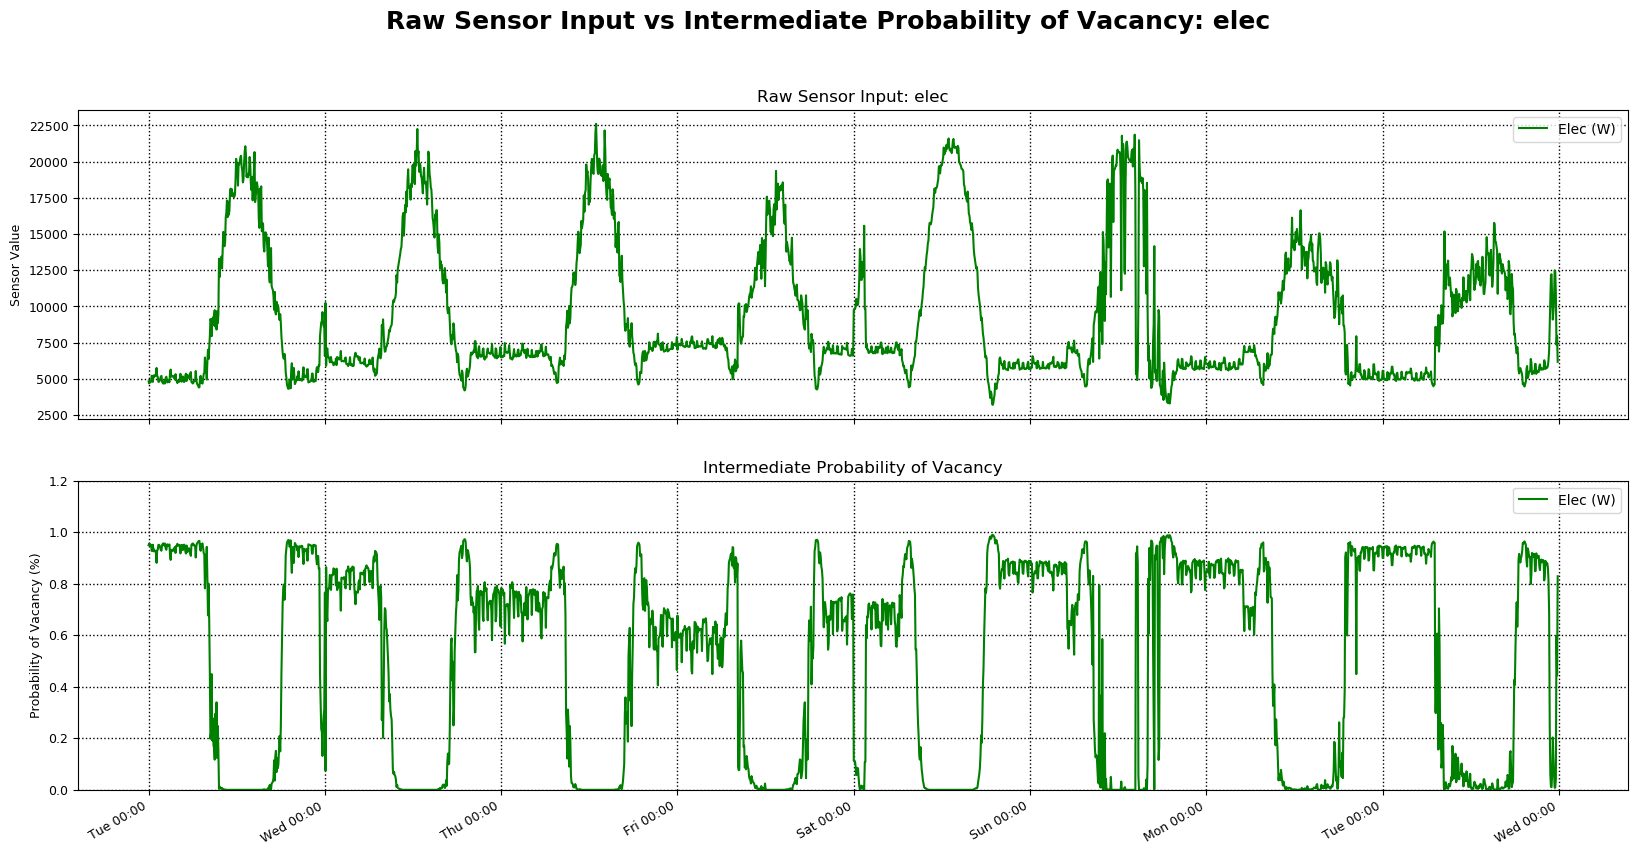 Raw Sensor Input vs Intermediate Probability of Vacancy: elec
Raw Sensor Input: elec
Sensor Value
22500
20000
17500
15000
12500
10000
7500
5000
2500
Elec (W)
Intermediate Probability of Vacancy
Probability of Vacancy (%)
1.2
1.0
0.8
0.6
0.4
0.2
0.0
Elec (W)
Tue 00:00
Wed 00:00
Thu 00:00
Fri 00:00
Sat 00:00
Sun 00:00
Mon 00:00
Tue 00:00
Wed 00:00